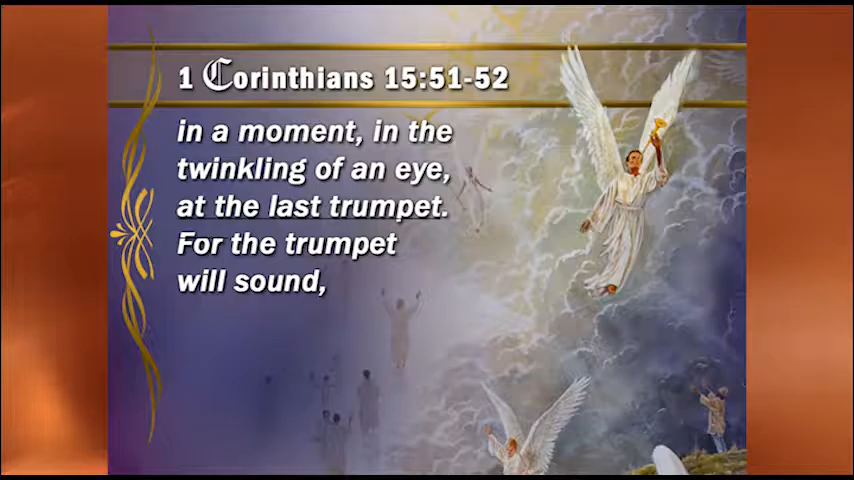 1 Corinthians 15:51-52
in a moment, in the
twinkling of an eye,
at the last trumpet.
For the trumpet
will sound,